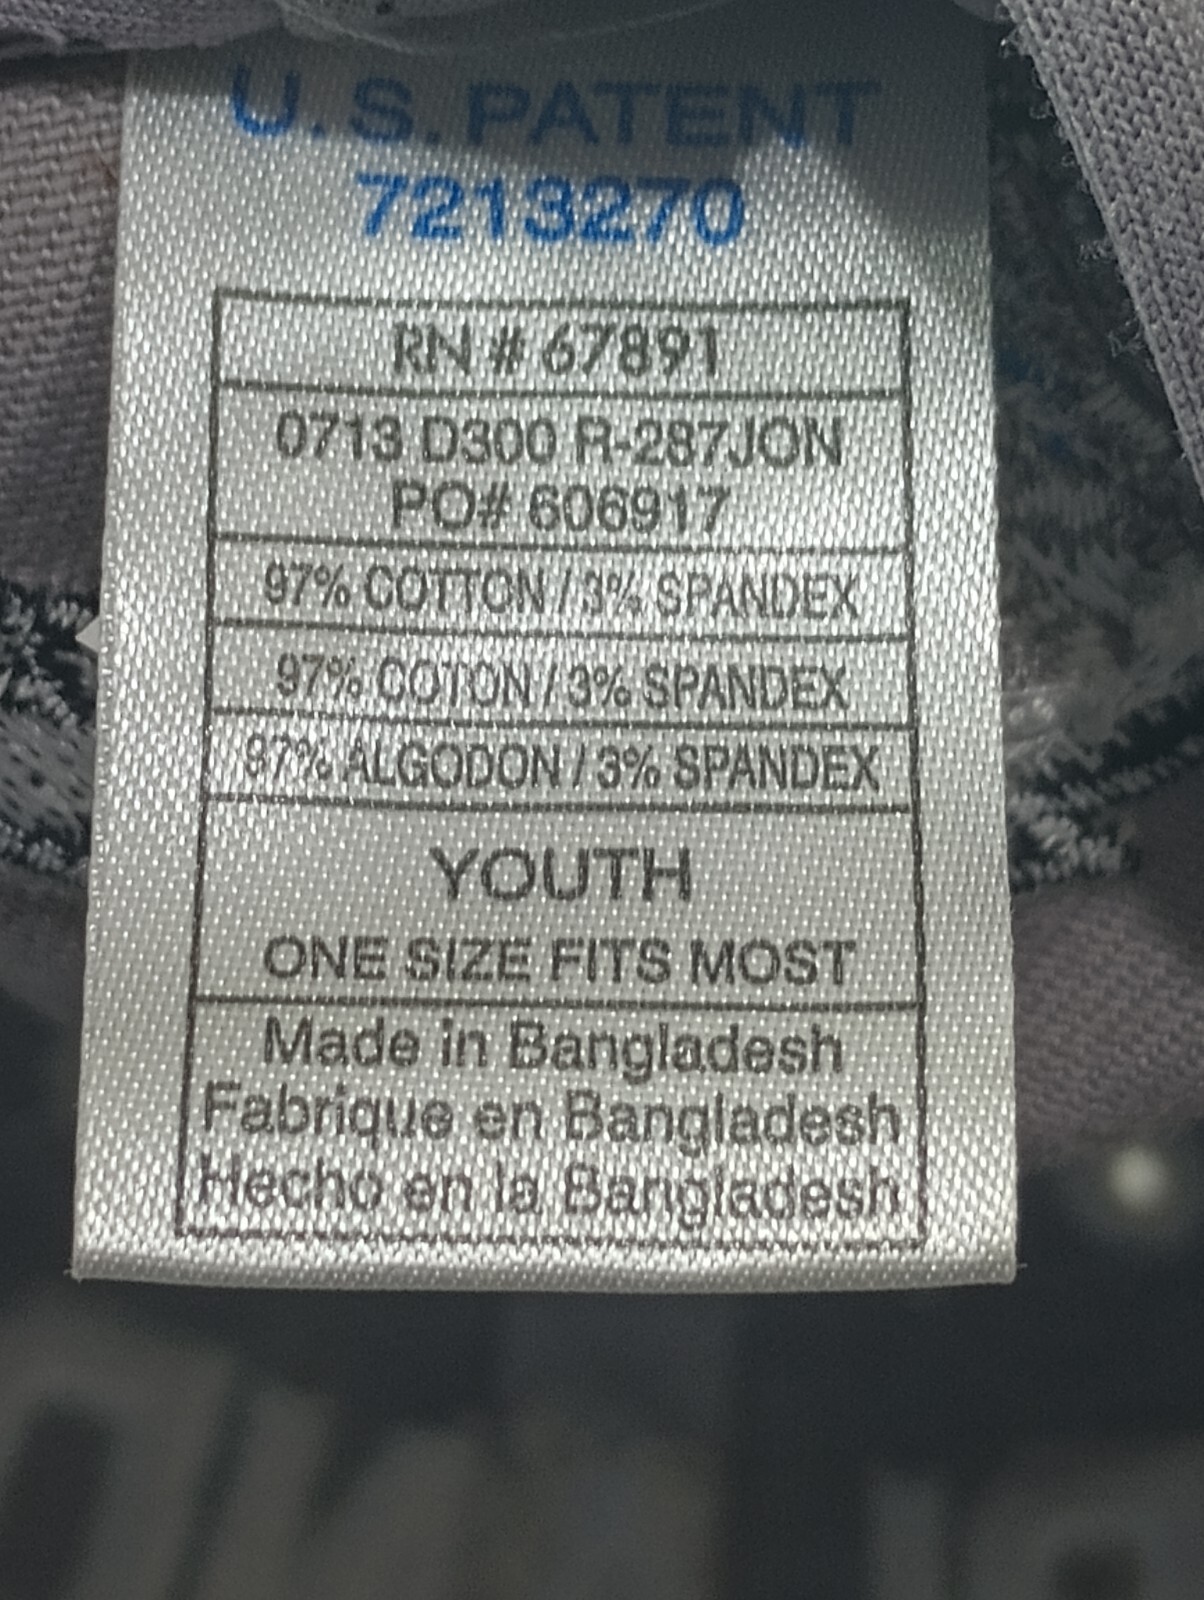 U.S. PATENT
7213270
RN # 67891
0713 D300 R-287JON
PO# 606917
97% COTTON / 3% SPANDEX
97% COTON / 3% SPANDEX
97% ALGODON / 3% SPANDEX
YOUTH
ONE SIZE FITS MOST
Made in Bangladesh
Fabrique en Bangladesh
Hecho en la Bangladesh